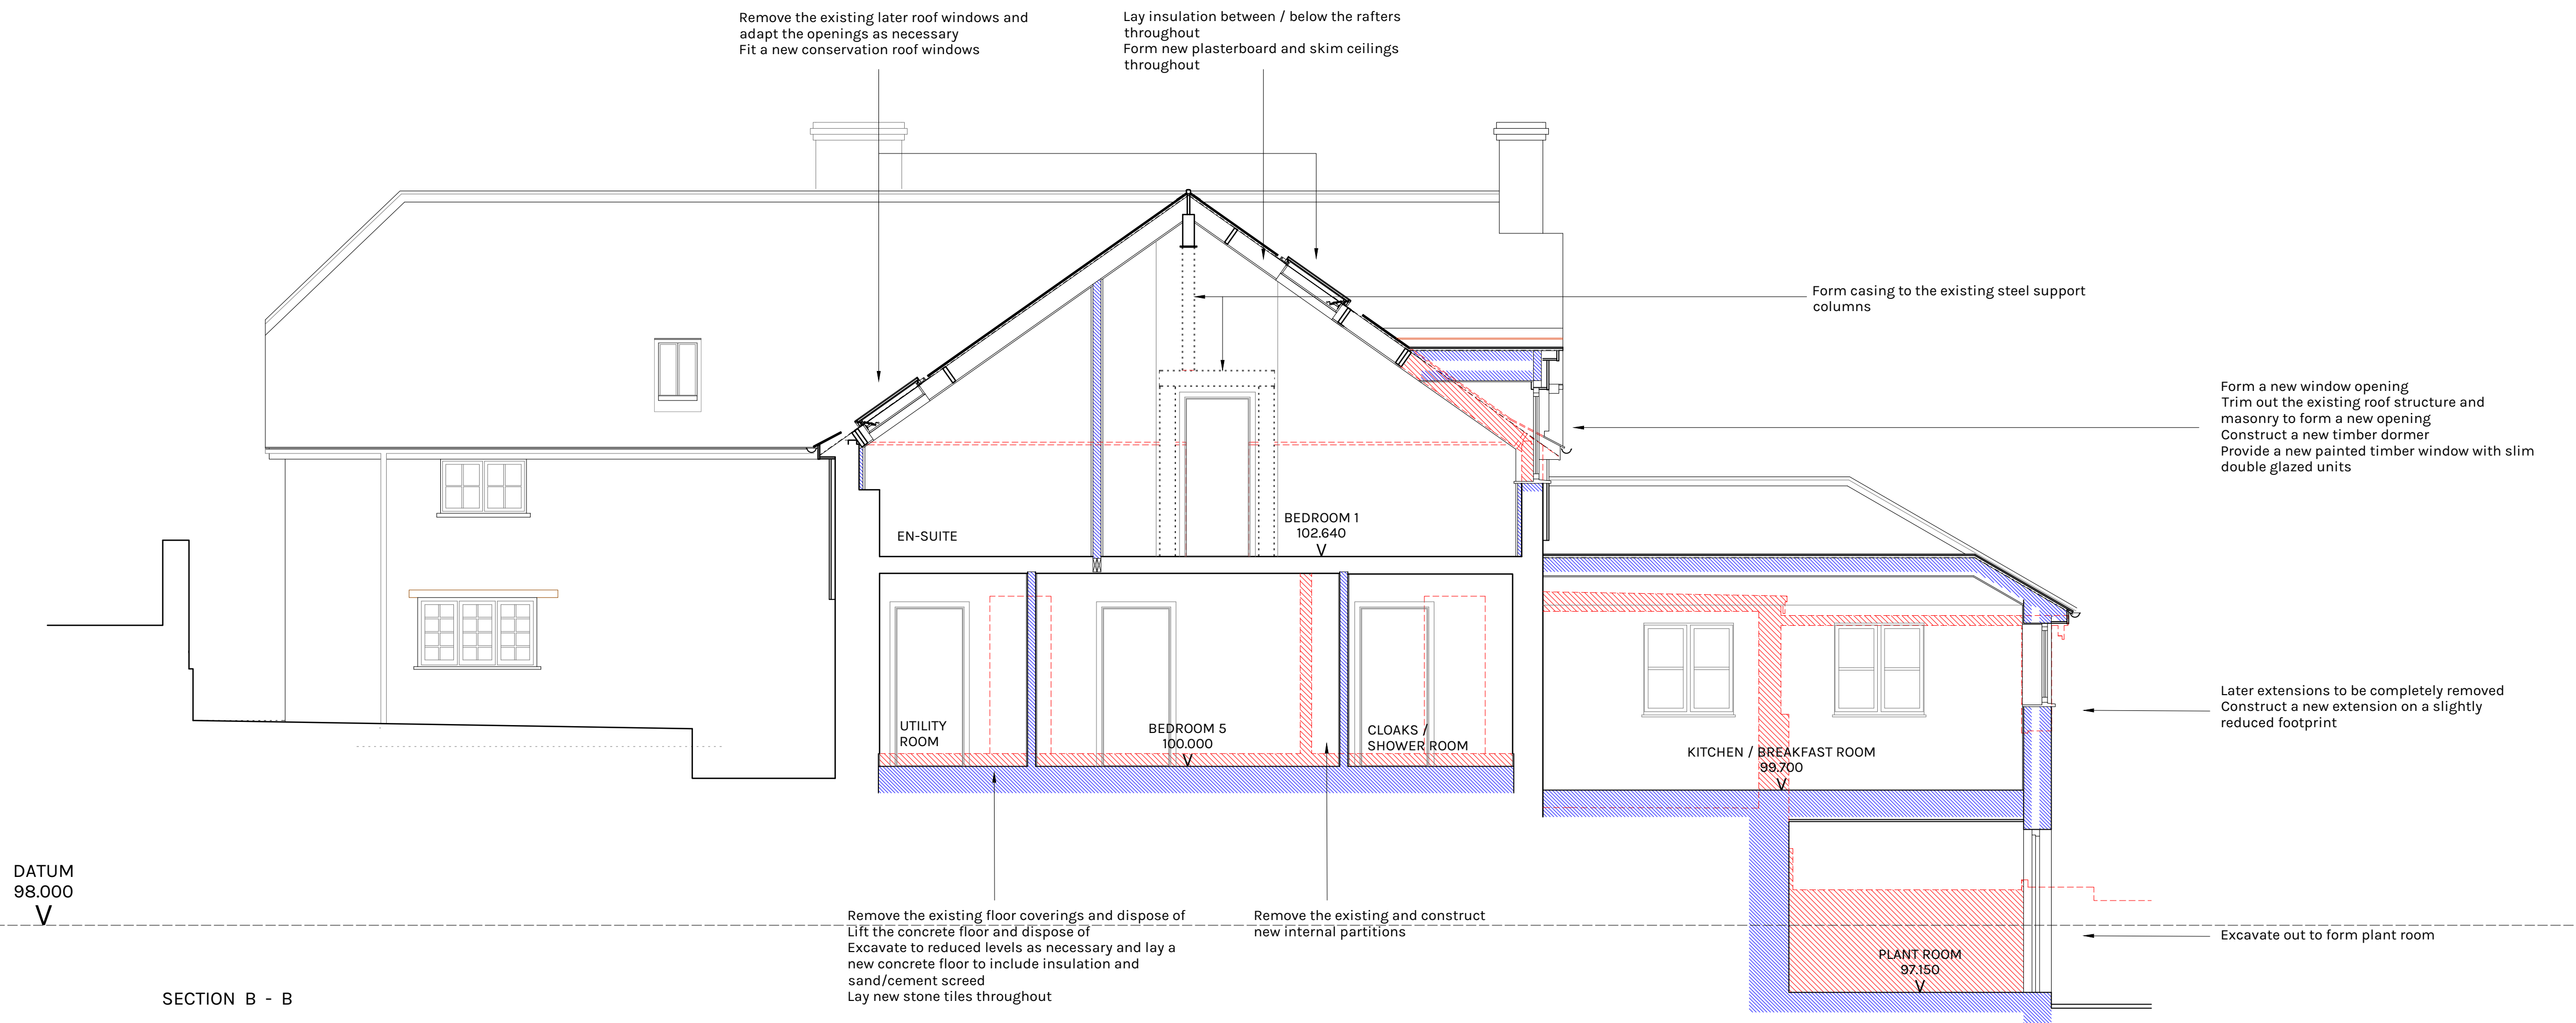 Remove the existing later roof windows and
adapt the openings as necessary
Fit a new conservation roof windows
Lay insulation between / below the rafters
throughout
Form new plasterboard and skim ceilings
throughout
Form casing to the existing steel support
columns
Form a new window opening
Trim out the existing roof structure and
masonry to form a new opening
Construct a new timber dormer
Provide a new painted timber window with slim
double glazed units
EN-SUITE
BEDROOM 1
102.640
V
Later extensions to be completely removed
Construct a new extension on a slightly
reduced footprint
UTILITY
ROOM
BEDROOM 5
100.000
V
CLOAKS /
SHOWER ROOM
KITCHEN / BREAKFAST ROOM
99.700
V
DATUM
98.000
V
Remove the existing floor coverings and dispose of
Lift the concrete floor and dispose of
Excavate to reduced levels as necessary and lay a
new concrete floor to include insulation and
sand/cement screed
Lay new stone tiles throughout
Remove the existing and construct
new internal partitions
Excavate out to form plant room
PLANT ROOM
97.150
V
SECTION B - B